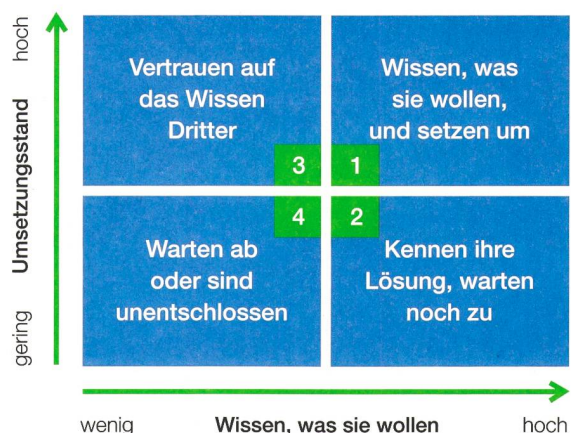 hoch
Umsetzungsstand
gering
Vertrauen auf
das Wissen
Dritter
3
Wissen, was
sie wollen,
und setzen um
1
4
Warten ab
oder sind
unentschlossen
2
Kennen ihre
Lösung, warten
noch zu
wenig
Wissen, was sie wollen
hoch